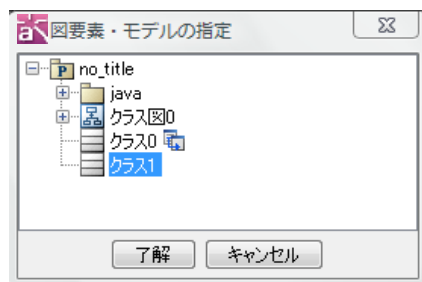 図要素・モデルの指定
no_title
java
クラス図0
クラス0
クラス1
了解 キャンセル